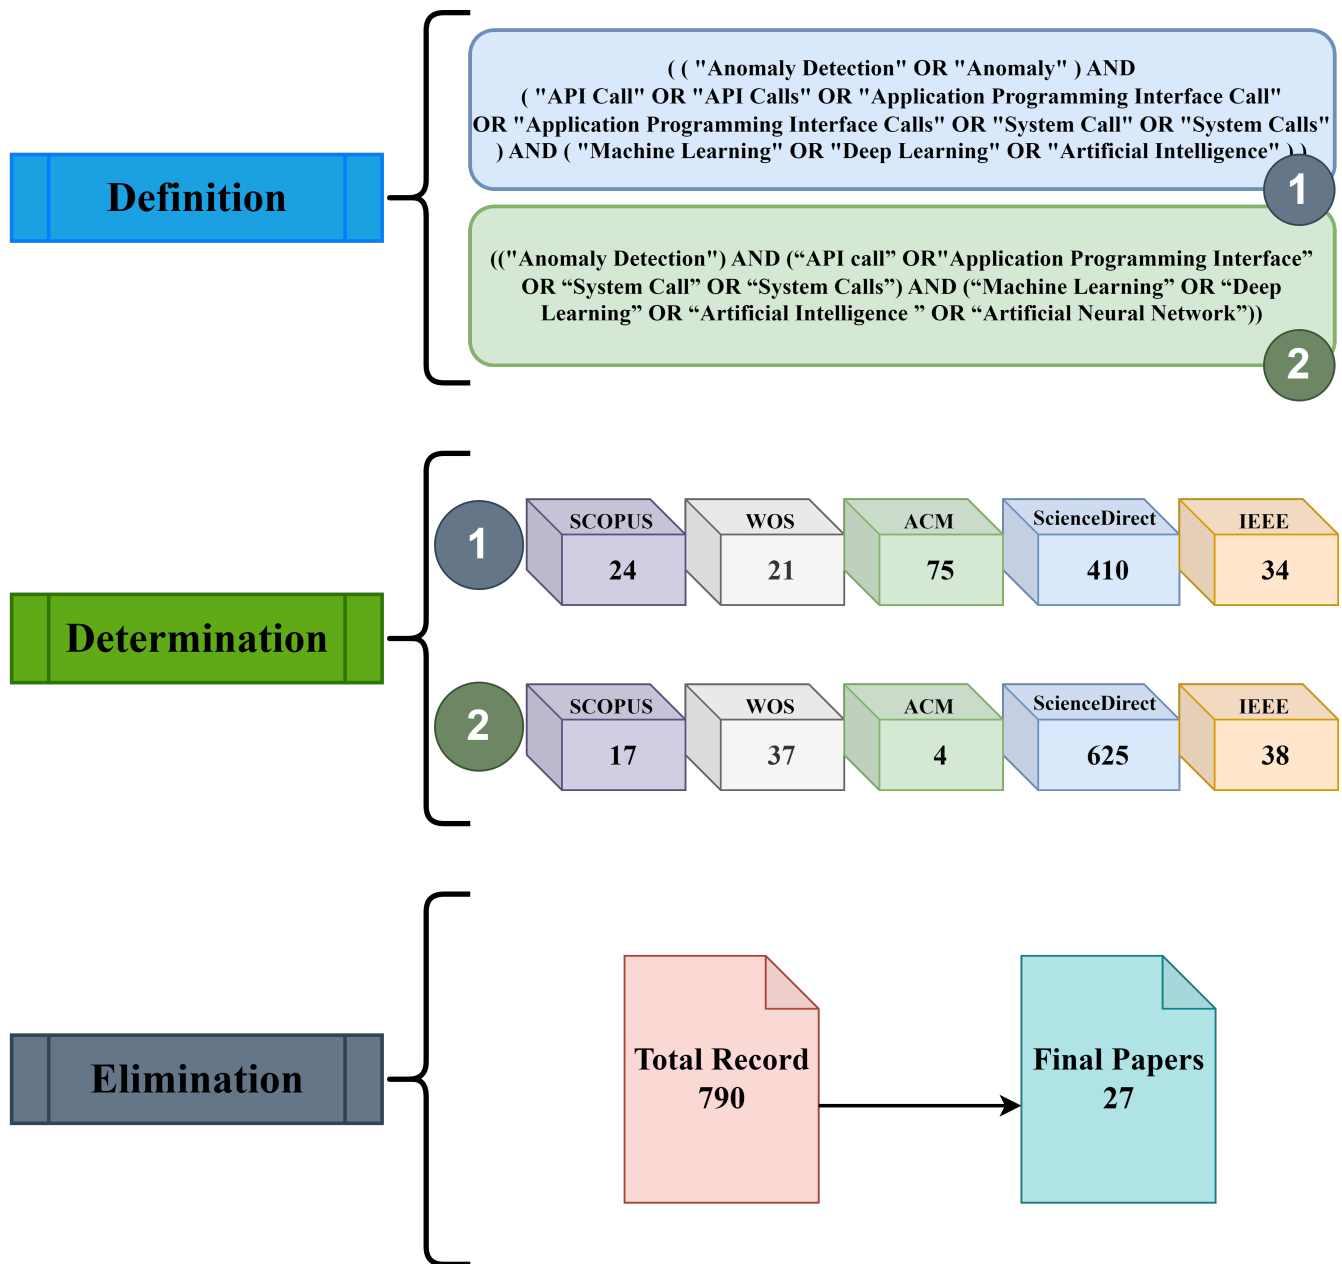 Definition
( ( "Anomaly Detection" OR "Anomaly" ) AND
( "API Call" OR "API Calls" OR "Application Programming Interface Call"
OR "Application Programming Interface Calls" OR "System Call" OR "System Calls"
) AND ( "Machine Learning" OR "Deep Learning" OR "Artificial Intelligence" ) )
1
(("Anomaly Detection") AND (“API call” OR"Application Programming Interface”
OR “System Call” OR “System Calls”) AND (“Machine Learning” OR “Deep
Learning” OR “Artificial Intelligence ” OR “Artificial Neural Network”))
2
Determination
1
SCOPUS
24
WOS
21
ACM
75
ScienceDirect
410
IEEE
34
2
SCOPUS
17
WOS
37
ACM
4
ScienceDirect
625
IEEE
38
Elimination
Total Record
790
Final Papers
27